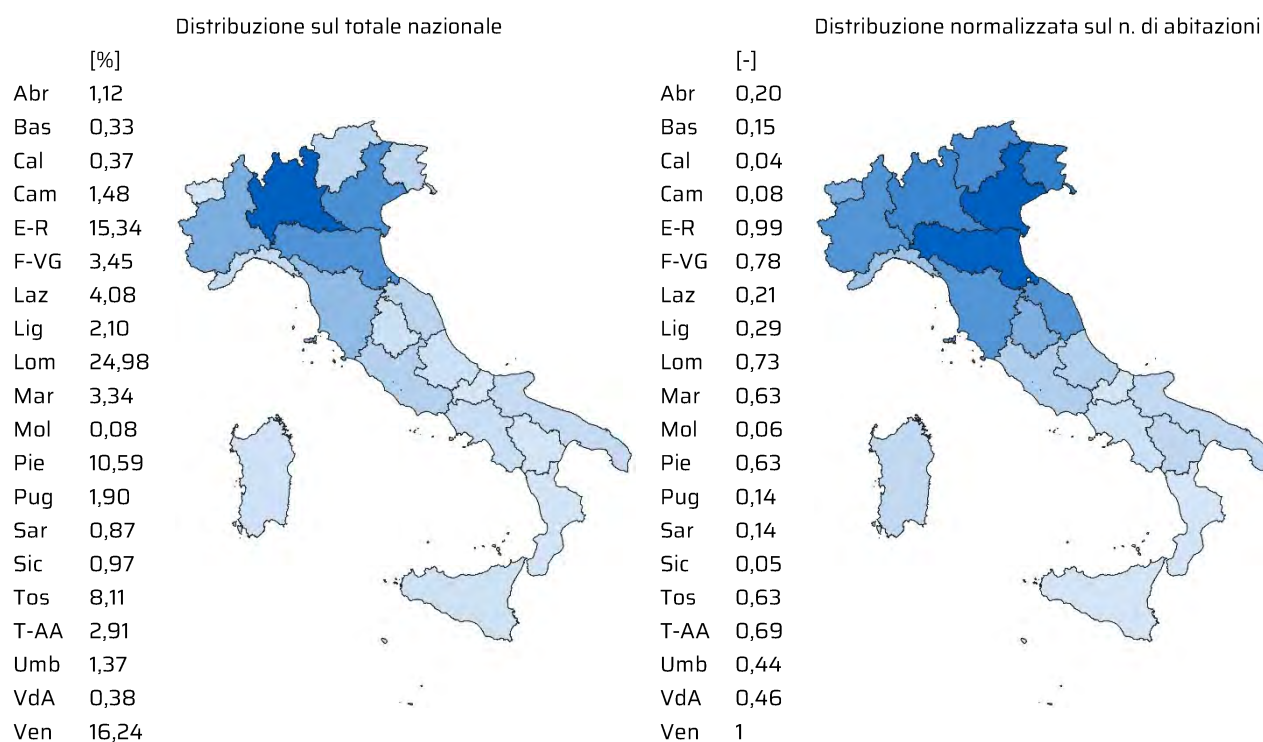 Distribuzione sul totale nazionale
[%]
Abr 1,12
Bas 0,33
Cal 0,37
Cam 1,48
E-R 15,34
F-VG 3,45
Laz 4,08
Lig 2,10
Lom 24,98
Mar 3,34
Mol 0,08
Pie 10,59
Pug 1,90
Sar 0,87
Sic 0,97
Tos 8,11
T-AA 2,91
Umb 1,37
VdA 0,38
Ven 16,24
Distribuzione normalizzata sul n. di abitazioni
[-]
Abr 0,20
Bas 0,15
Cal 0,04
Cam 0,08
E-R 0,99
F-VG 0,78
Laz 0,21
Lig 0,29
Lom 0,73
Mar 0,63
Mol 0,06
Pie 0,63
Pug 0,14
Sar 0,14
Sic 0,05
Tos 0,63
T-AA 0,69
Umb 0,44
VdA 0,46
Ven 1